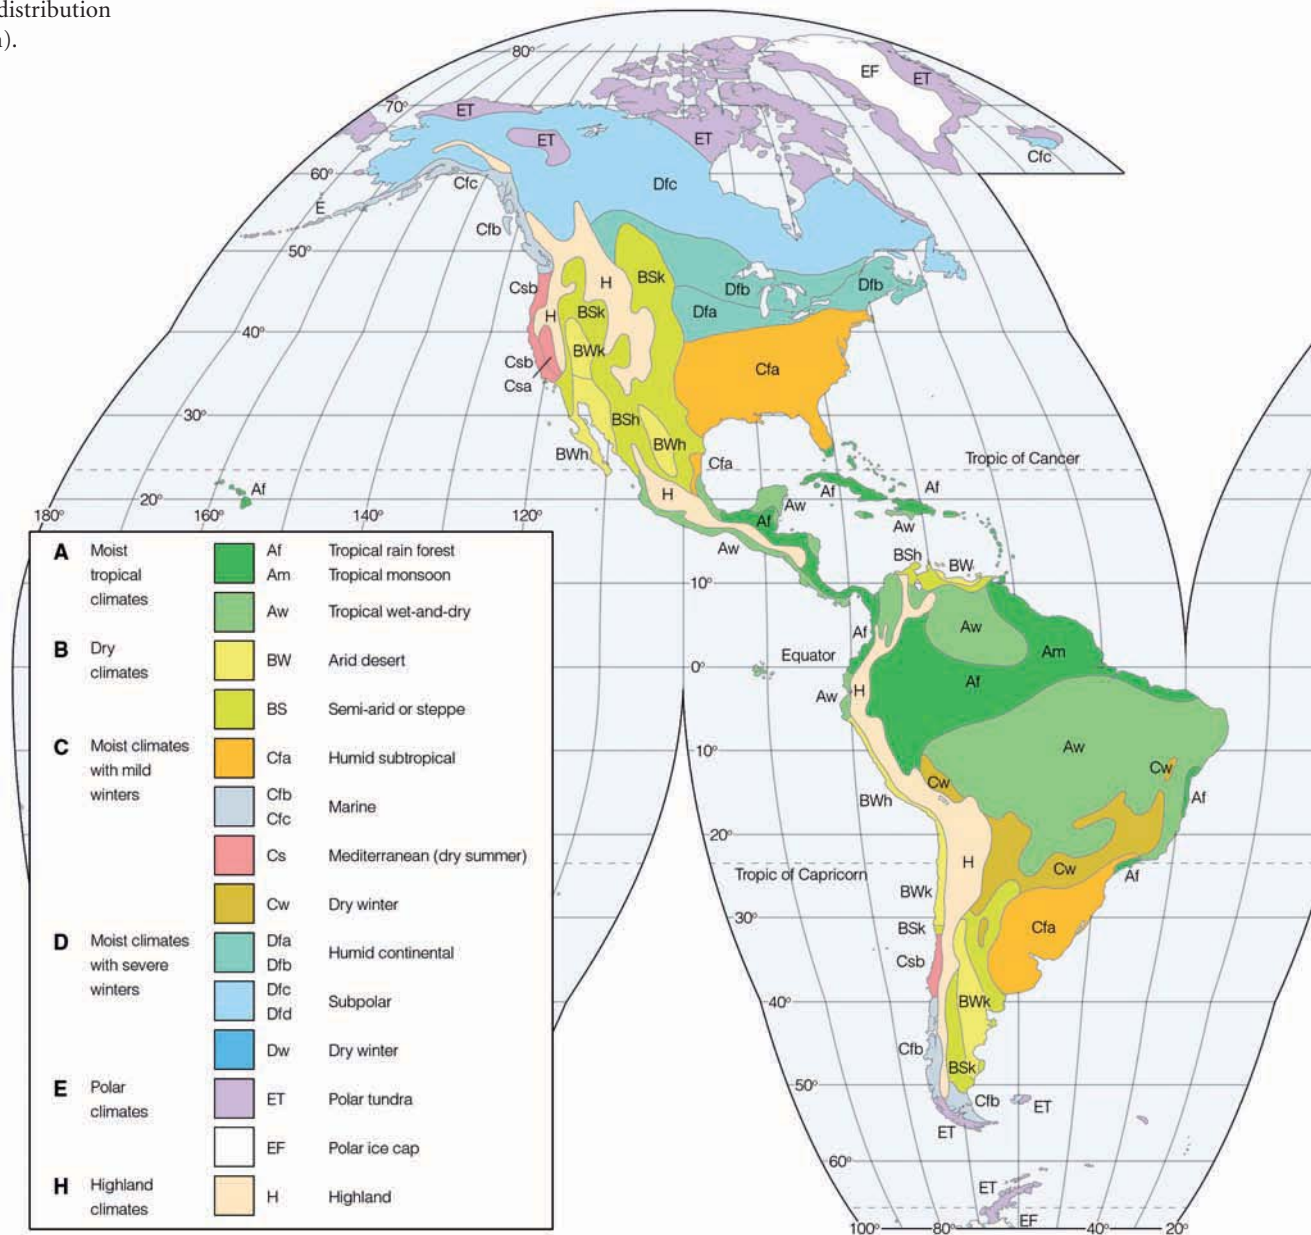 distribution
).
80°
EF
ET
70°
ET
ET
ET
Cfc
60°
Cfc
Dfc
E
Cfb
50°
BSk
H
Csb
Dfb
Dfb
BSk
Dfa
H
40°
BWk
Csb
Cfa
Csa
30°
BSh
BWh
BWh
Cfa
Tropic of Cancer
Af
H
Af
Af
20°
Aw
180°
160°
140°
120°
Af
Aw
Aw
BSh
BW
10°
Aw
Af
Am
Equator
0°
Af
H
Aw
Aw
10°
Cw
Cw
BWh
Af
20°
H
Tropic of Capricorn
Cw
Af
BWk
30°
BSk
Cfa
Csb
40°
BWk
Cfb
BSk
50°
Cfb
ET
ET
60°
ET
EF
100°
80°
40°
20°
A Moist tropical climates
Af Tropical rain forest
Am Tropical monsoon
Aw Tropical wet-and-dry
B Dry climates
BW Arid desert
BS Semi-arid or steppe
C Moist climates with mild winters
Cfa Humid subtropical
Cfb
Cfc
Marine
Cs Mediterranean (dry summer)
Cw Dry winter
D Moist climates with severe winters
Dfa
Dfb
Humid continental
Dfc
Dfd
Subpolar
Dw Dry winter
E Polar climates
ET Polar tundra
EF Polar ice cap
H Highland climates
H Highland